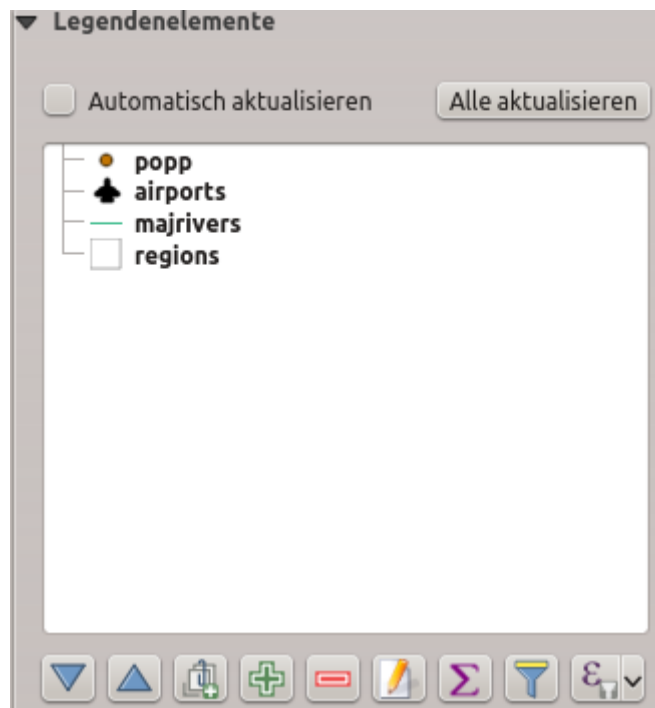 Legendenelemente
Automatisch aktualisieren Alle aktualisieren
popp
airports
majrivers
regions
Σ
ε